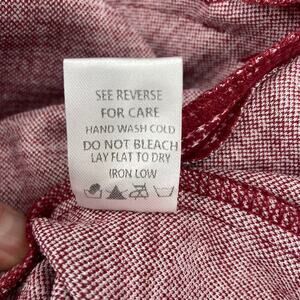 SEE REVERSE
FOR CARE
HAND WASH COLD
DO NOT BLEACH
LAY FLAT TO DRY
IRON LOW